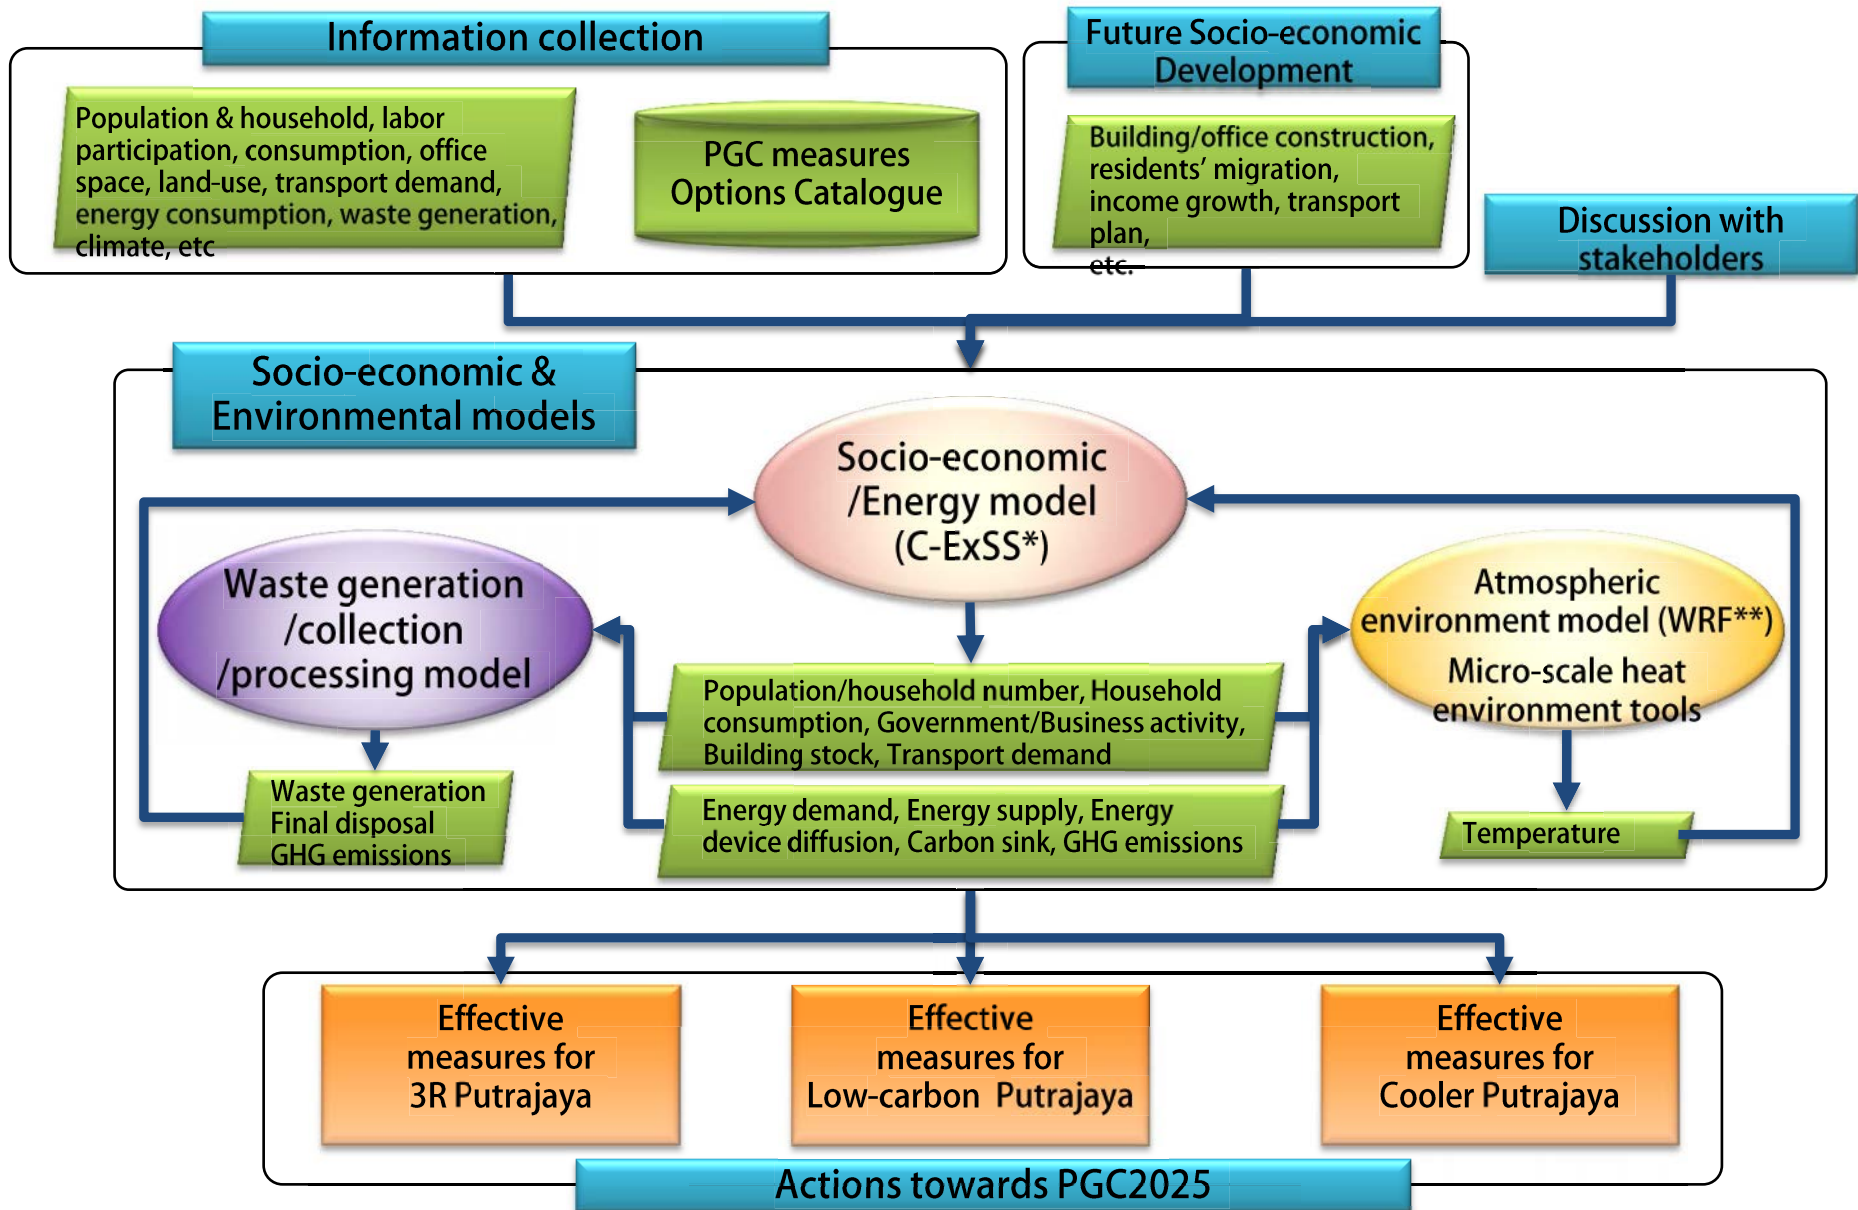 Information collection
Population & household, labor
participation, consumption, office
space, land-use, transport demand,
energy consumption, waste generation,
climate, etc
PGC measures
Options Catalogue
Future Socio-economic
Development
Building/office construction,
residents’ migration,
income growth, transport
plan,
etc.
Discussion with
stakeholders
Socio-economic &
Environmental models
Socio-economic
/Energy model
(C-ExSS*)
Waste generation
/collection
/processing model
Atmospheric
environment model (WRF**)
Micro-scale heat
environment tools
Population/household number, Household
consumption, Government/Business activity,
Building stock, Transport demand
Waste generation
Final disposal
GHG emissions
Energy demand, Energy supply, Energy
device diffusion, Carbon sink, GHG emissions
Temperature
Effective
measures for
3R Putrajaya
Effective
measures for
Low-carbon Putrajaya
Effective
measures for
Cooler Putrajaya
Actions towards PGC2025